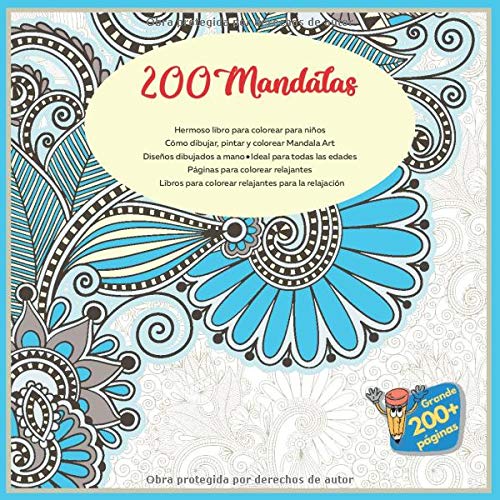 Obra protegida por derechos de autor
200 Mandalas
Hermoso libro para colorear para niños
Cómo dibujar, pintar y colorear Mandala Art
Diseños dibujados a mano•Ideal para todas las edades
Páginas para colorear relajantes
Libros para colorear relajantes para la relajación
Grande
200+
páginas
Obra protegida por derechos de autor